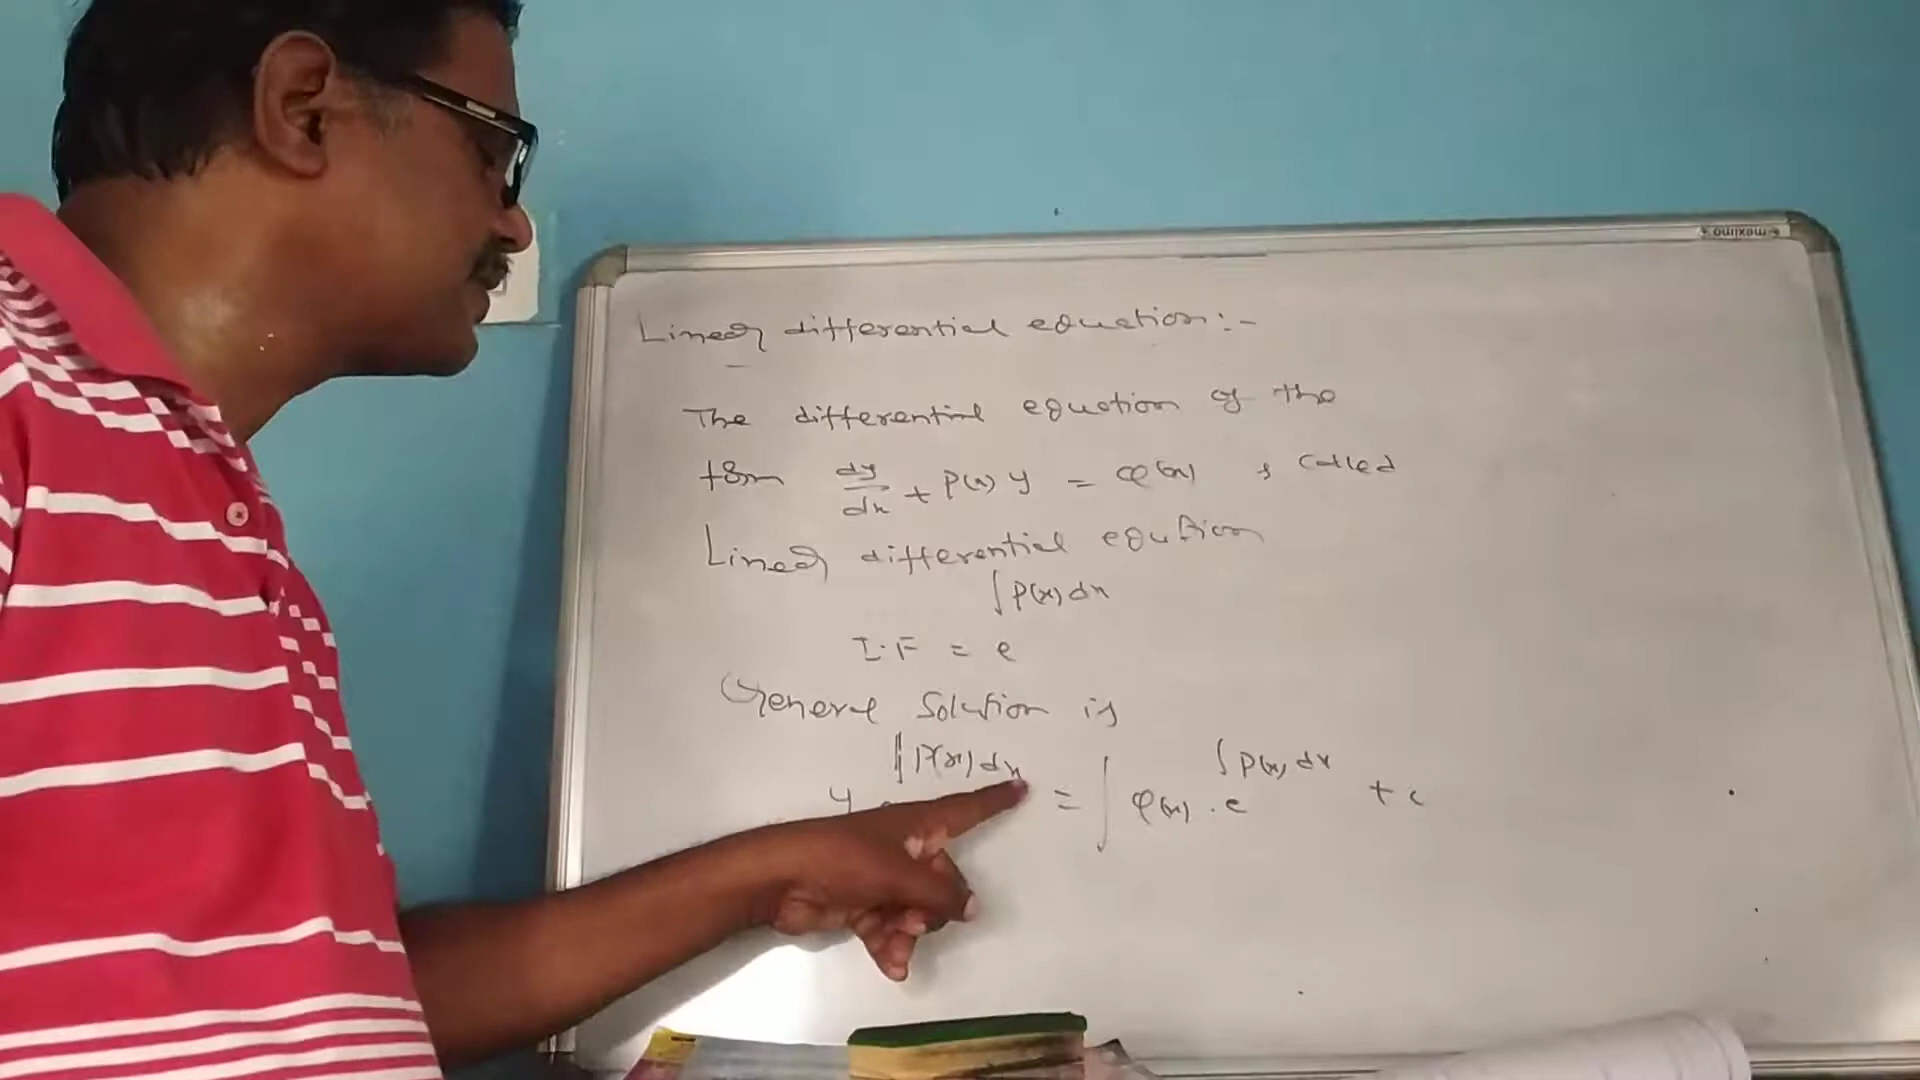 maxima
Linear differential equation:-
The differential equation of the
form dy/dx + P(x) y = Q(x) is called
Linear differential equation
I.F = e^∫P(x)dx
General Solution is
y e^∫P(x)dx = ∫ Q(x) . e^∫P(x)dx + c